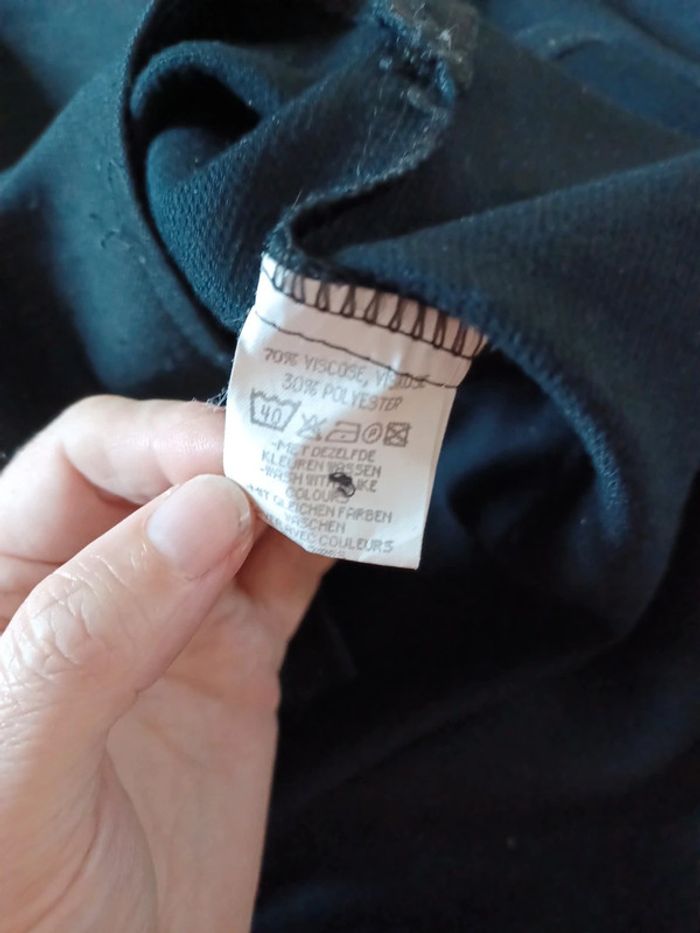 70% VISCOSE, VISKOSE
30% POLYESTER
40
P
-MET DEZELFDE
KLEUREN WASSEN
-WASH WITH LIKE
COLOURS
-MIT GLEICHEN FARBEN
WASCHEN
AVEC COULEURS